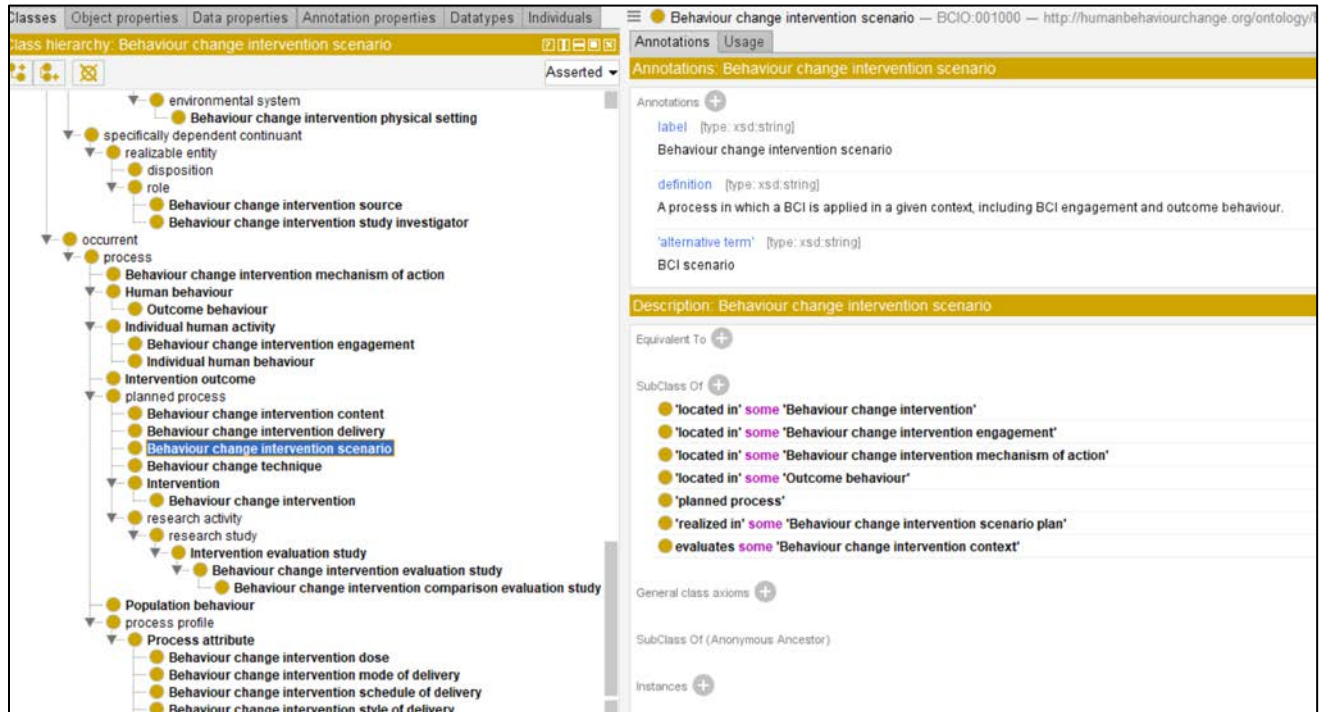 Classes Object properties Data properties Annotation properties Datatypes Individuals
Class hierarchy: Behaviour change intervention scenario
Asserted
environmental system
Behaviour change intervention physical setting
specifically dependent continuant
realizable entity
disposition
role
Behaviour change intervention source
Behaviour change intervention study investigator
occurrent
process
Behaviour change intervention mechanism of action
Human behaviour
Outcome behaviour
Individual human activity
Behaviour change intervention engagement
Individual human behaviour
Intervention outcome
planned process
Behaviour change intervention content
Behaviour change intervention delivery
Behaviour change intervention scenario
Behaviour change technique
Intervention
Behaviour change intervention
research activity
research study
Intervention evaluation study
Behaviour change intervention evaluation study
Behaviour change intervention comparison evaluation study
Population behaviour
process profile
Process attribute
Behaviour change intervention dose
Behaviour change intervention mode of delivery
Behaviour change intervention schedule of delivery
Behaviour change intervention style of delivery
Behaviour change intervention scenario — BCIO:001000 — http://humanbehaviourchange.org/ontology/
Annotations Usage
Annotations: Behaviour change intervention scenario
Annotations
label [type: xsd:string]
Behaviour change intervention scenario
definition [type: xsd:string]
A process in which a BCI is applied in a given context, including BCI engagement and outcome behaviour.
'alternative term' [type: xsd:string]
BCI scenario
Description: Behaviour change intervention scenario
Equivalent To
SubClass Of
'located in' some 'Behaviour change intervention'
'located in' some 'Behaviour change intervention engagement'
'located in' some 'Behaviour change intervention mechanism of action'
'located in' some 'Outcome behaviour'
'planned process'
'realized in' some 'Behaviour change intervention scenario plan'
evaluates some 'Behaviour change intervention context'
General class axioms
SubClass Of (Anonymous Ancestor)
Instances